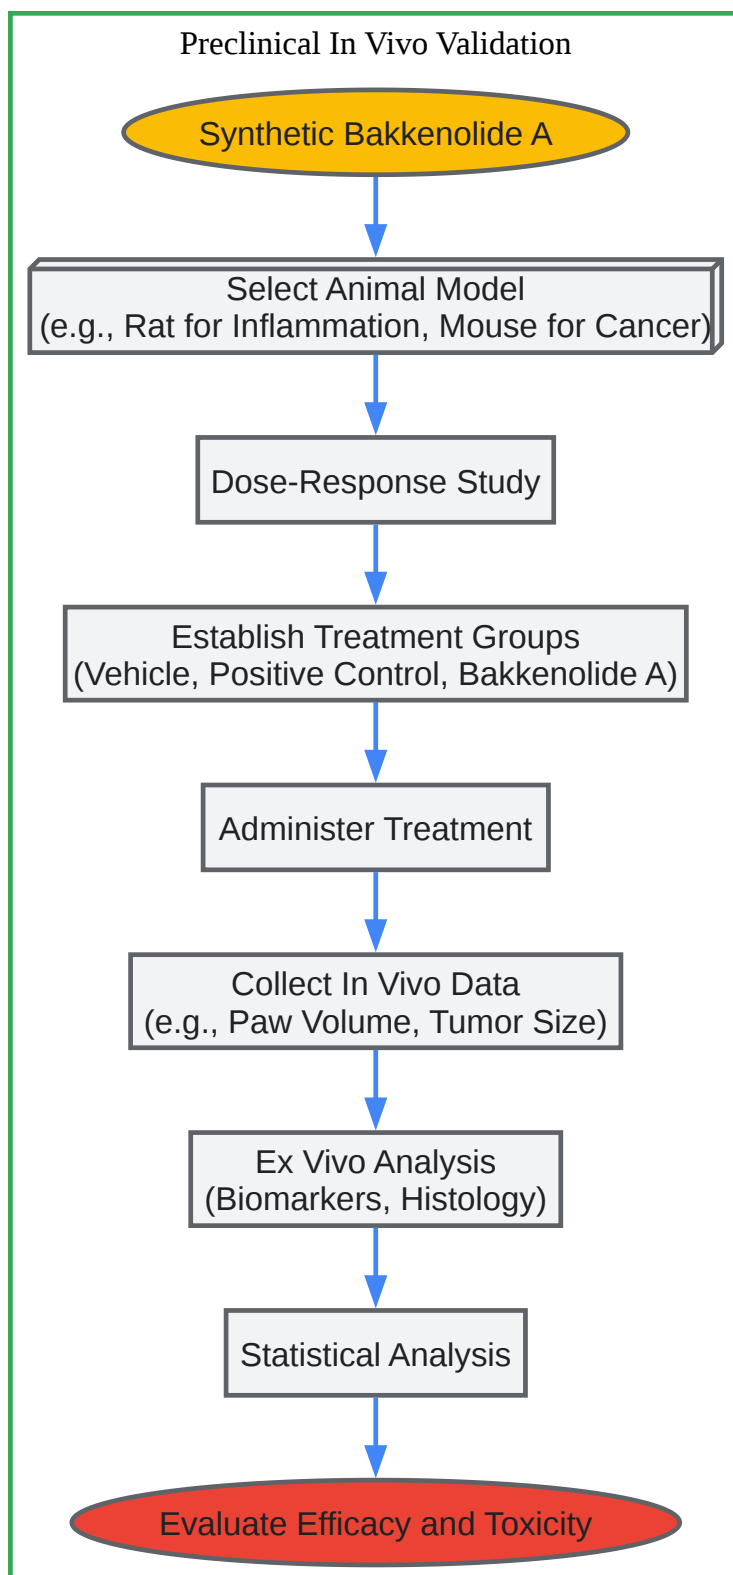 Preclinical In Vivo Validation
Synthetic Bakkenolide A
Select Animal Model
(e.g., Rat for Inflammation, Mouse for Cancer)
Dose-Response Study
Establish Treatment Groups
(Vehicle, Positive Control, Bakkenolide A)
Administer Treatment
Collect In Vivo Data
(e.g., Paw Volume, Tumor Size)
Ex Vivo Analysis
(Biomarkers, Histology)
Statistical Analysis
Evaluate Efficacy and Toxicity